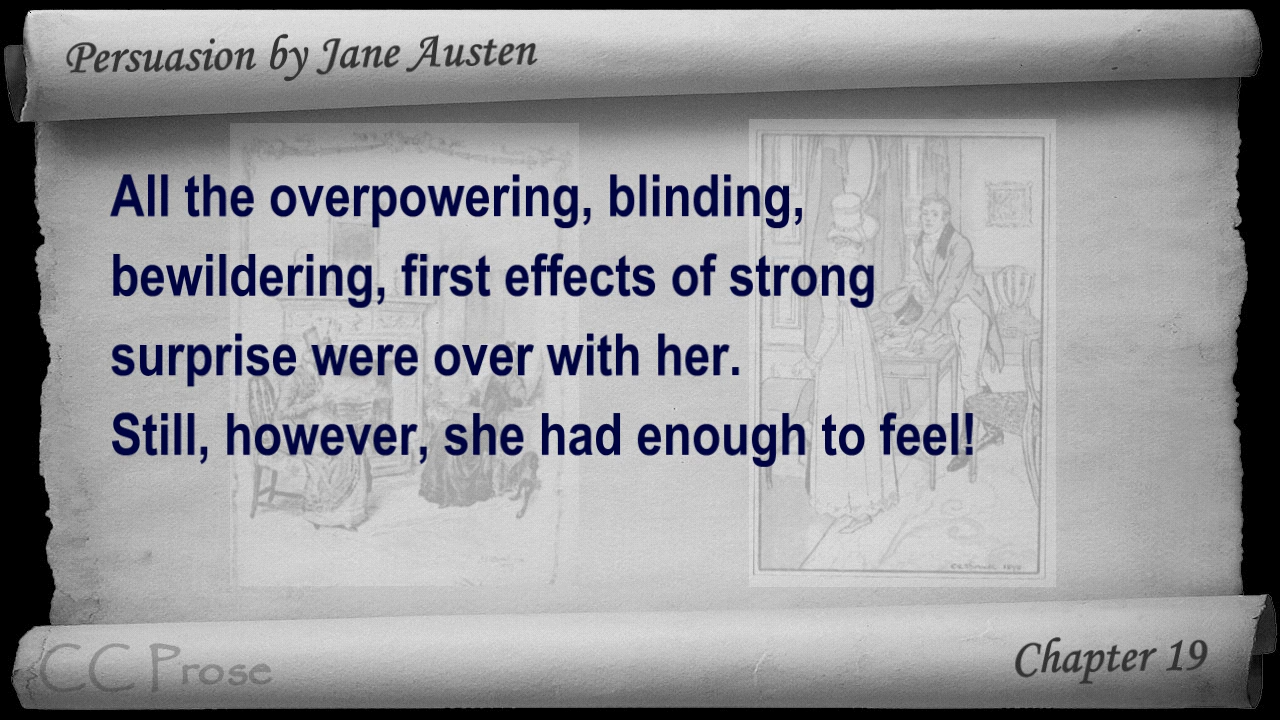 Persuasion by Jane Austen
All the overpowering, blinding,
bewildering, first effects of strong
surprise were over with her.
Still, however, she had enough to feel!
CC Prose
Chapter 19